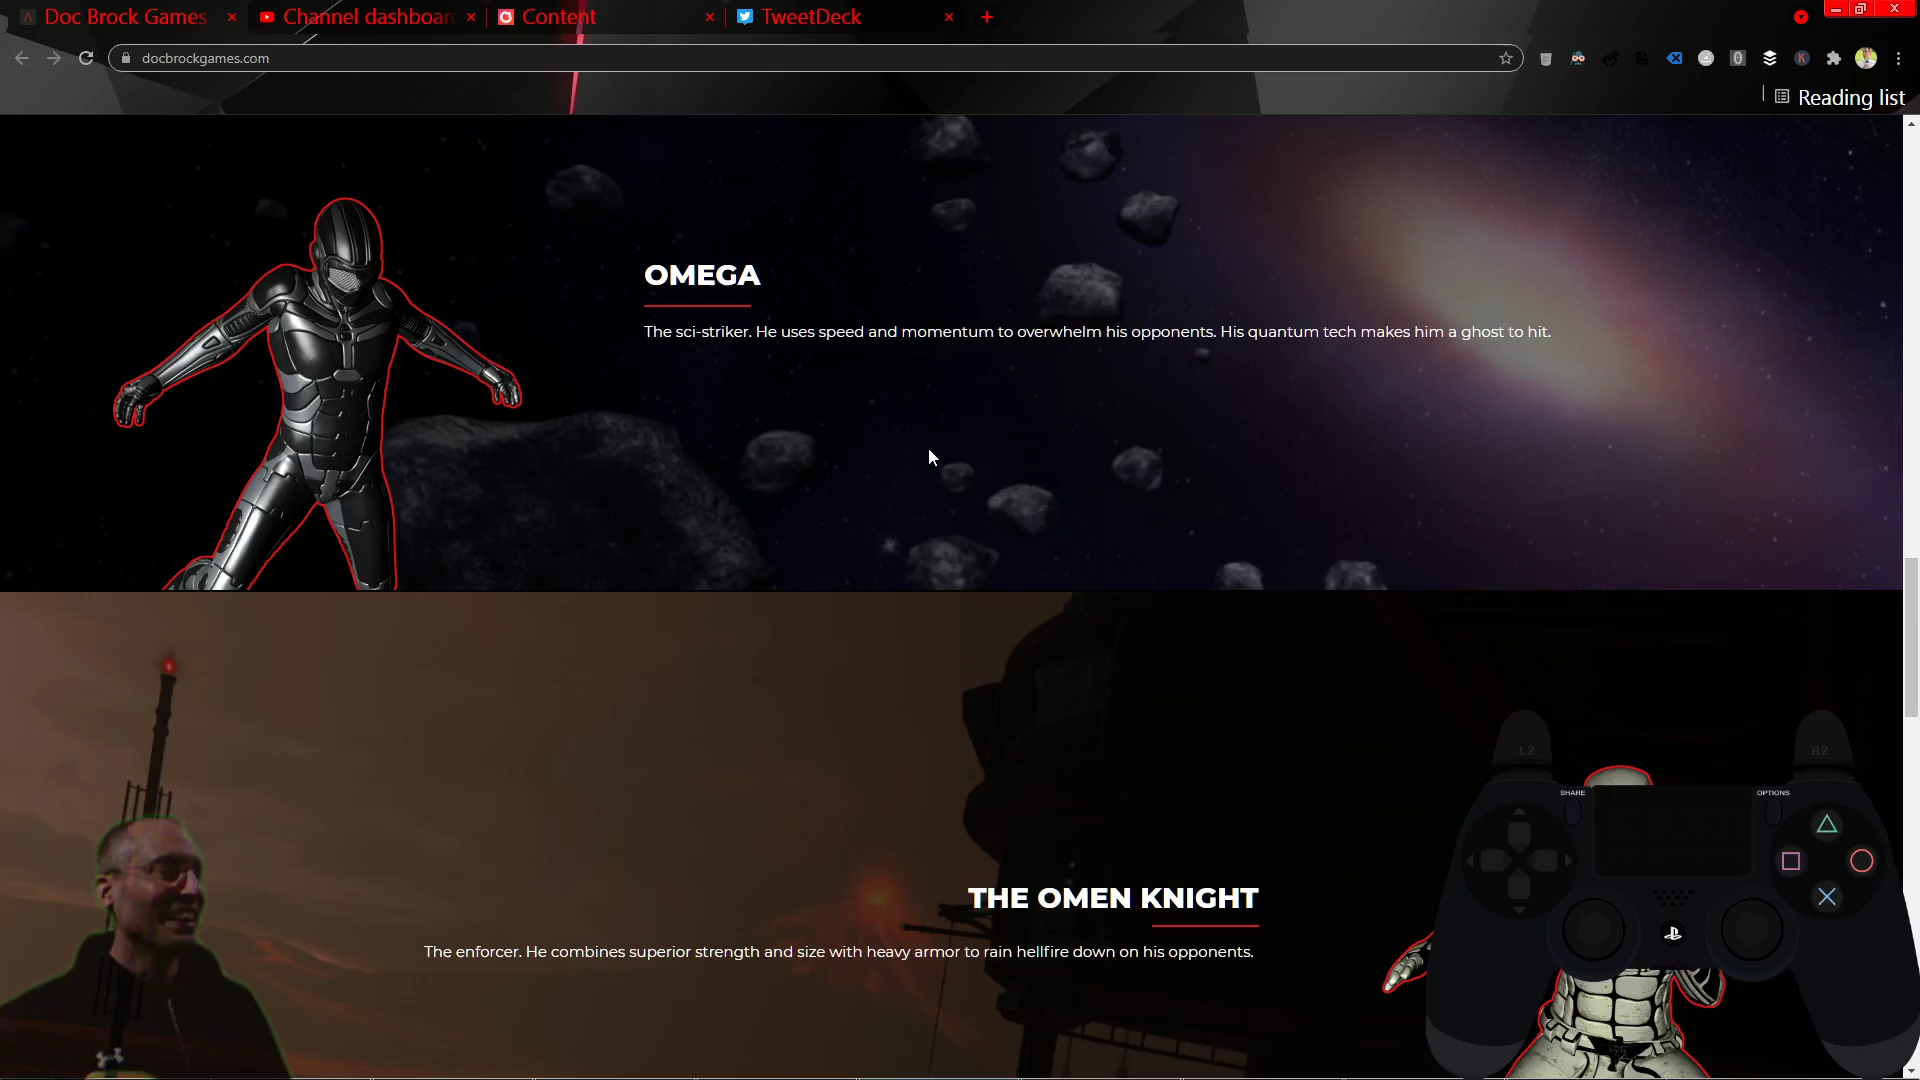 Doc Brock Games
Channel dashboar
Content
TweetDeck
docbrockgames.com
Reading list
OMEGA
The sci-striker. He uses speed and momentum to overwhelm his opponents. His quantum tech makes him a ghost to hit.
L2
R2
SHARE
OPTIONS
THE OMEN KNIGHT
The enforcer. He combines superior strength and size with heavy armor to rain hellfire down on his opponents.